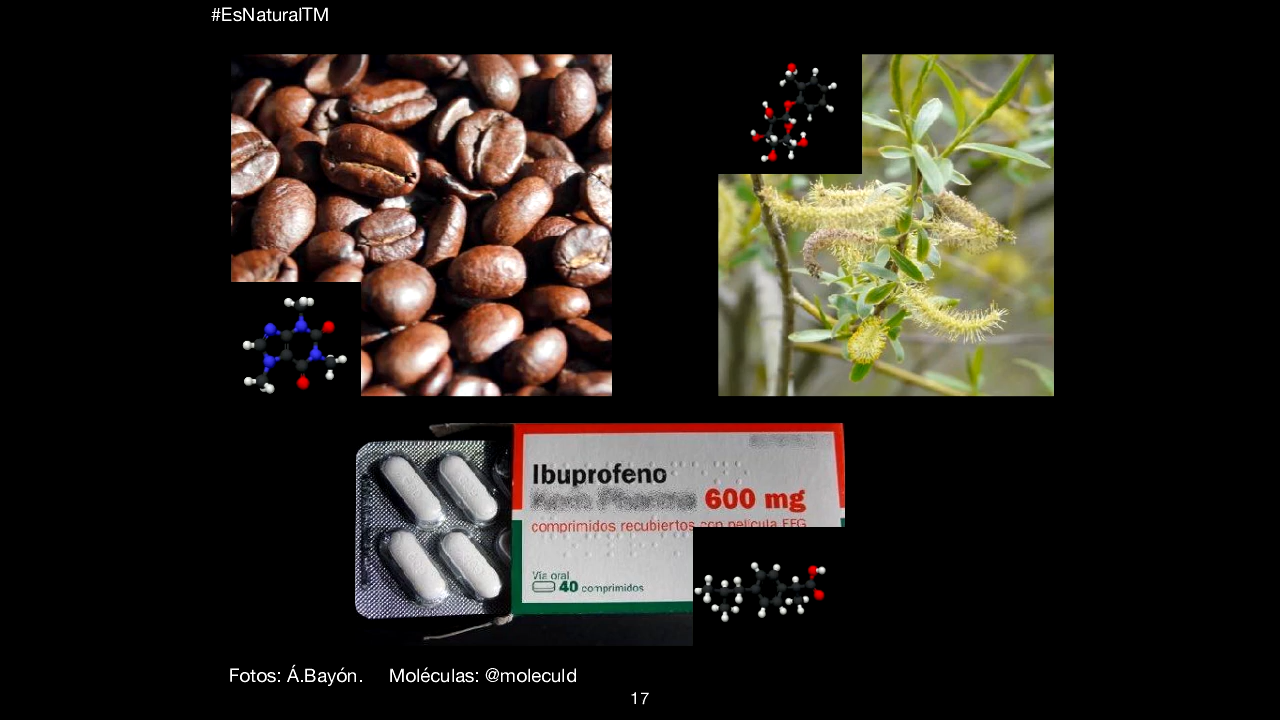 #EsNaturalTM
Ibuprofeno
600 mg
comprimidos recubiertos con película EFG
Vía oral
40 comprimidos
Fotos: Á.Bayón. Moléculas: @moleculd
17